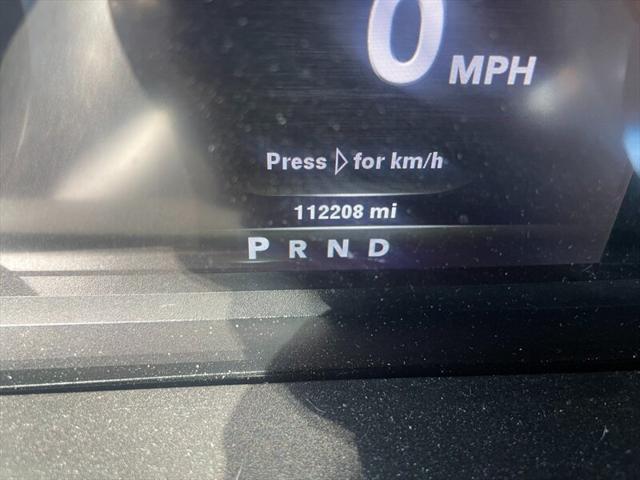 0 MPH
Press ▷ for km/h
112208 mi
P R N D